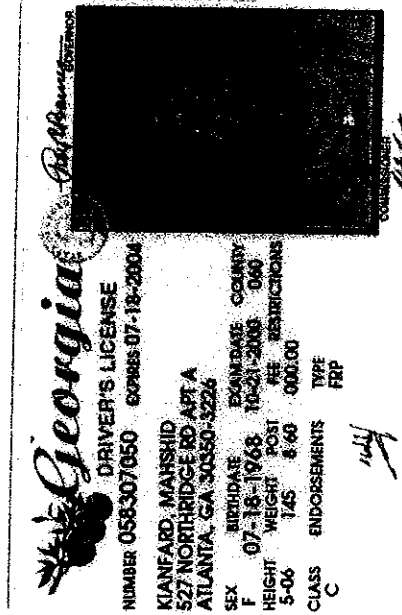 Georgia
GOVERNOR
DRIVER'S LICENSE
NUMBER 058307050 EXPIRES 07-18-2004
KIANFARD, MAHSHID
527 NORTHRIDGE RD APT A
ATLANTA, GA 30350-3226
SEX BIRTHDATE EXAM DATE COUNTY
F 07-18-1968 10-21-2000 060
HEIGHT WEIGHT POST FEE RESTRICTIONS
5-06 145 8-60 000.00
CLASS ENDORSEMENTS TYPE
C FRP
COMMISSIONER